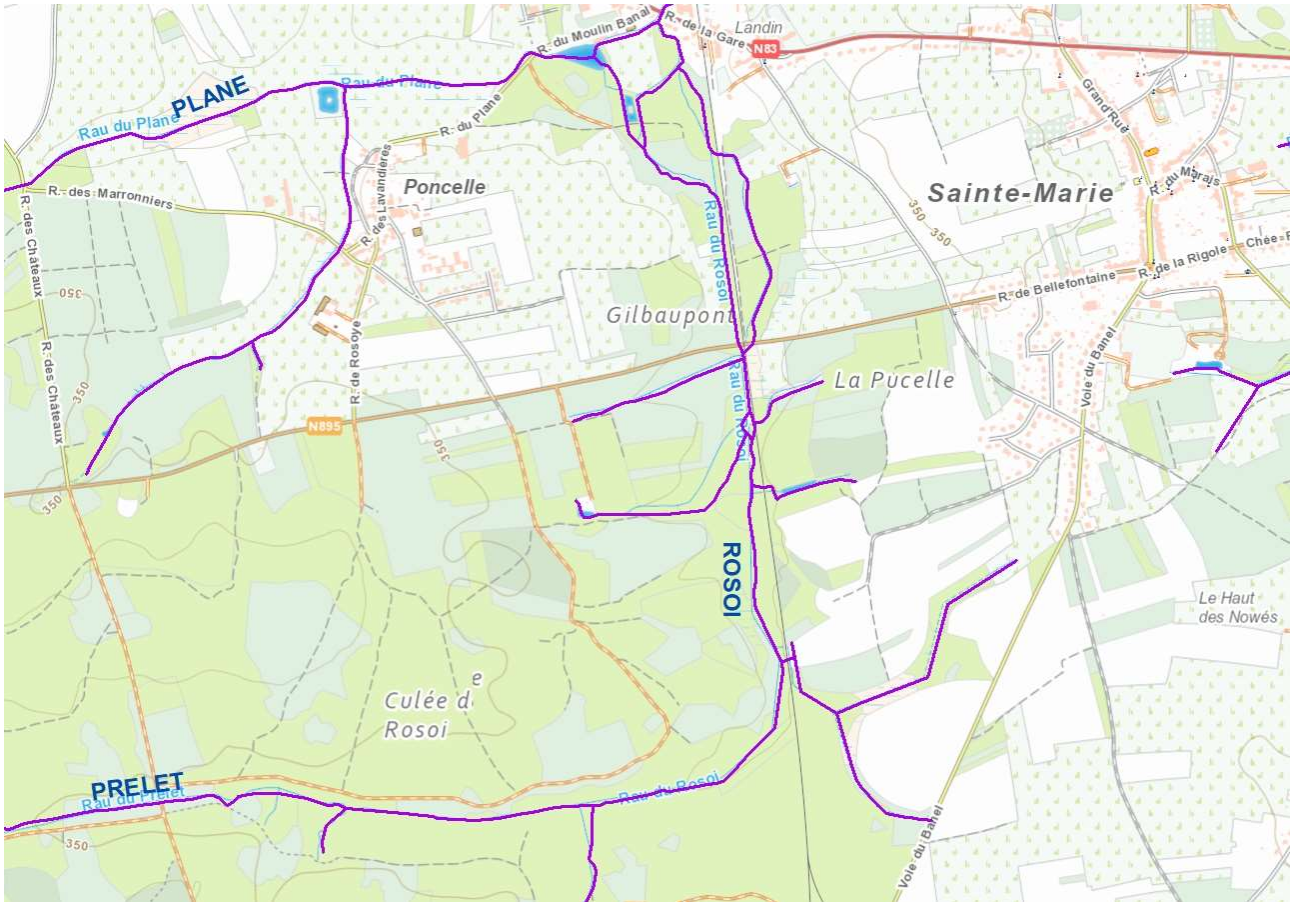 Landin
R. du Moulin Banal
R. de la Gare
N83
PLANE
Rau du Plane
Rau du Plane
R. du Plane
Grand'Rue
R. du Marais
R. des Marronniers
R. des Lavandières
Poncelle
Sainte-Marie
R. des Châteaux
350
350
350
Rau du Rosoi
R. de la Rigole
R. de Bellefontaine
Gilbaupont
R. de Rosoye
R. des Châteaux
350
Rau du Rosoi
La Pucelle
Voie du Banel
N895
350
350
ROSOI
Le Haut
des Nowés
e
Culée d
Rosoi
PRELET
Rau du Prelet
Rau du Rosoi
350
Voie du Banel